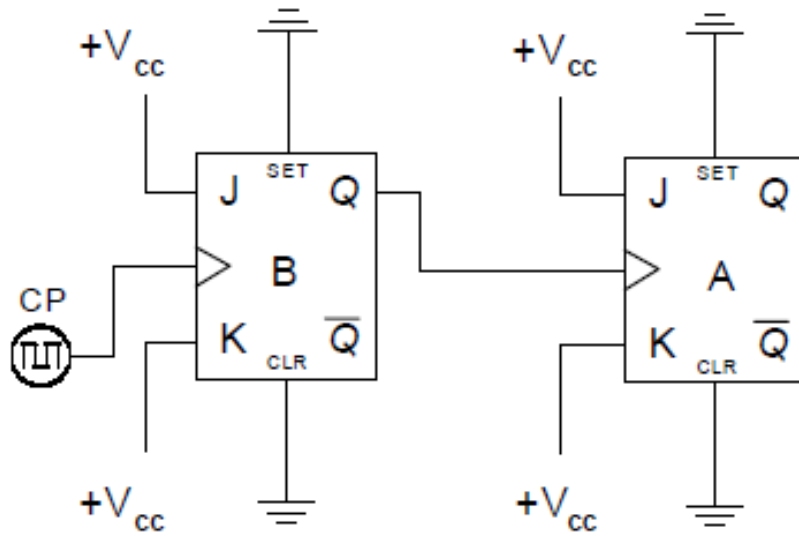 +Vcc +Vcc
SET SET
J Q J Q
B A
CP
K Q̅ K Q̅
CLR CLR
+Vcc +Vcc